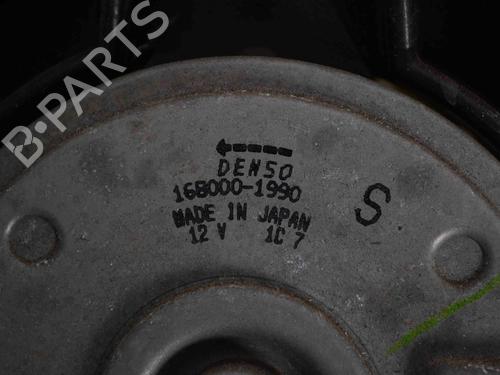 B-PARTS
DENSO
168000-1990
MADE IN JAPAN
12 V 1C 7
S